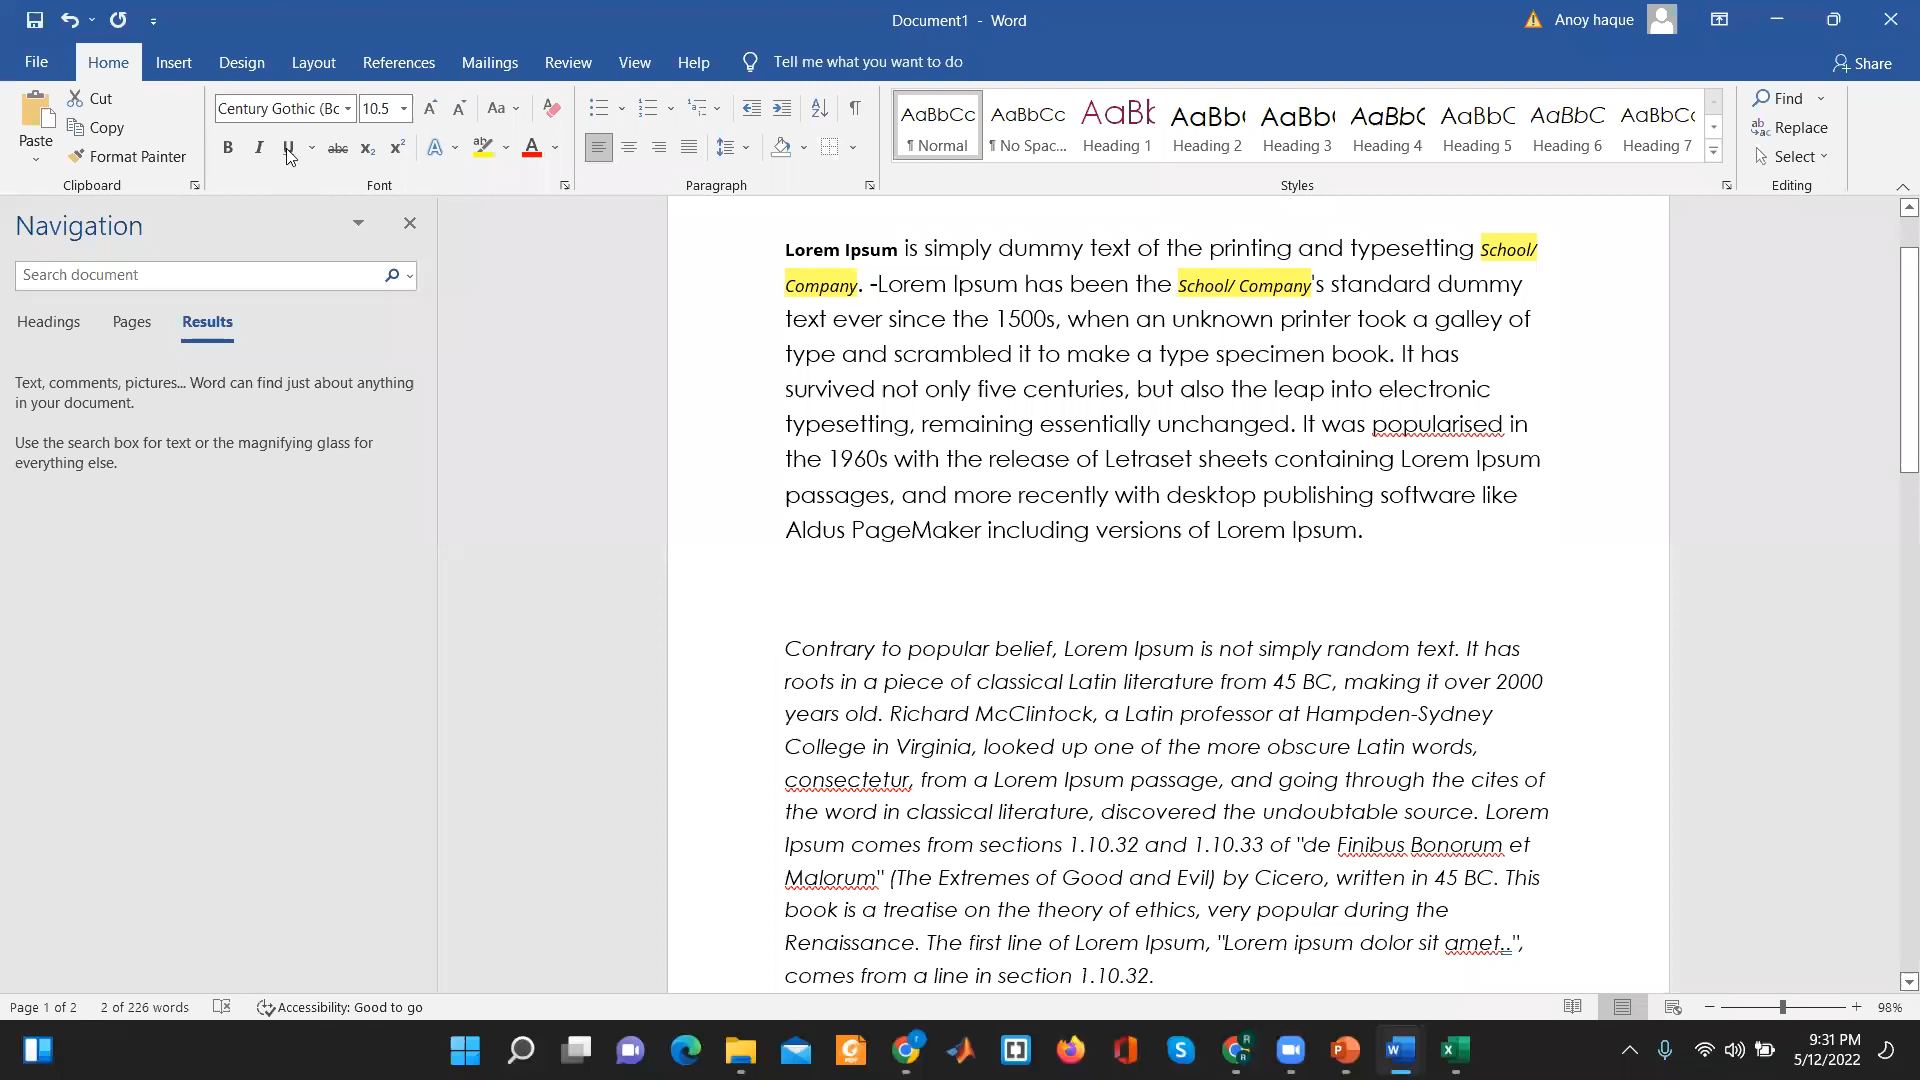 Document1 - Word
Anoy haque
File Home Insert Design Layout References Mailings Review View Help Tell me what you want to do
Share
Paste
Cut
Copy
Format Painter
Clipboard
Century Gothic (Bc 10.5
Aa
B I U abc x₂ x² A ab A
Font
Paragraph
AaBbCc AaBbCc AaBb AaBb( AaBb( AaBbC AaBbC AaBbC AaBbCc
¶ Normal ¶ No Spac... Heading 1 Heading 2 Heading 3 Heading 4 Heading 5 Heading 6 Heading 7
Styles
Find
Replace
Select
Editing
Navigation
Search document
Headings Pages Results
Text, comments, pictures... Word can find just about anything
in your document.
Use the search box for text or the magnifying glass for
everything else.
Lorem Ipsum is simply dummy text of the printing and typesetting School/
Company. -Lorem Ipsum has been the School/ Company's standard dummy
text ever since the 1500s, when an unknown printer took a galley of
type and scrambled it to make a type specimen book. It has
survived not only five centuries, but also the leap into electronic
typesetting, remaining essentially unchanged. It was popularised in
the 1960s with the release of Letraset sheets containing Lorem Ipsum
passages, and more recently with desktop publishing software like
Aldus PageMaker including versions of Lorem Ipsum.
Contrary to popular belief, Lorem Ipsum is not simply random text. It has
roots in a piece of classical Latin literature from 45 BC, making it over 2000
years old. Richard McClintock, a Latin professor at Hampden-Sydney
College in Virginia, looked up one of the more obscure Latin words,
consectetur, from a Lorem Ipsum passage, and going through the cites of
the word in classical literature, discovered the undoubtable source. Lorem
Ipsum comes from sections 1.10.32 and 1.10.33 of "de Finibus Bonorum et
Malorum" (The Extremes of Good and Evil) by Cicero, written in 45 BC. This
book is a treatise on the theory of ethics, very popular during the
Renaissance. The first line of Lorem Ipsum, "Lorem ipsum dolor sit amet..",
comes from a line in section 1.10.32.
Page 1 of 2 2 of 226 words Accessibility: Good to go
98%
9:31 PM
5/12/2022